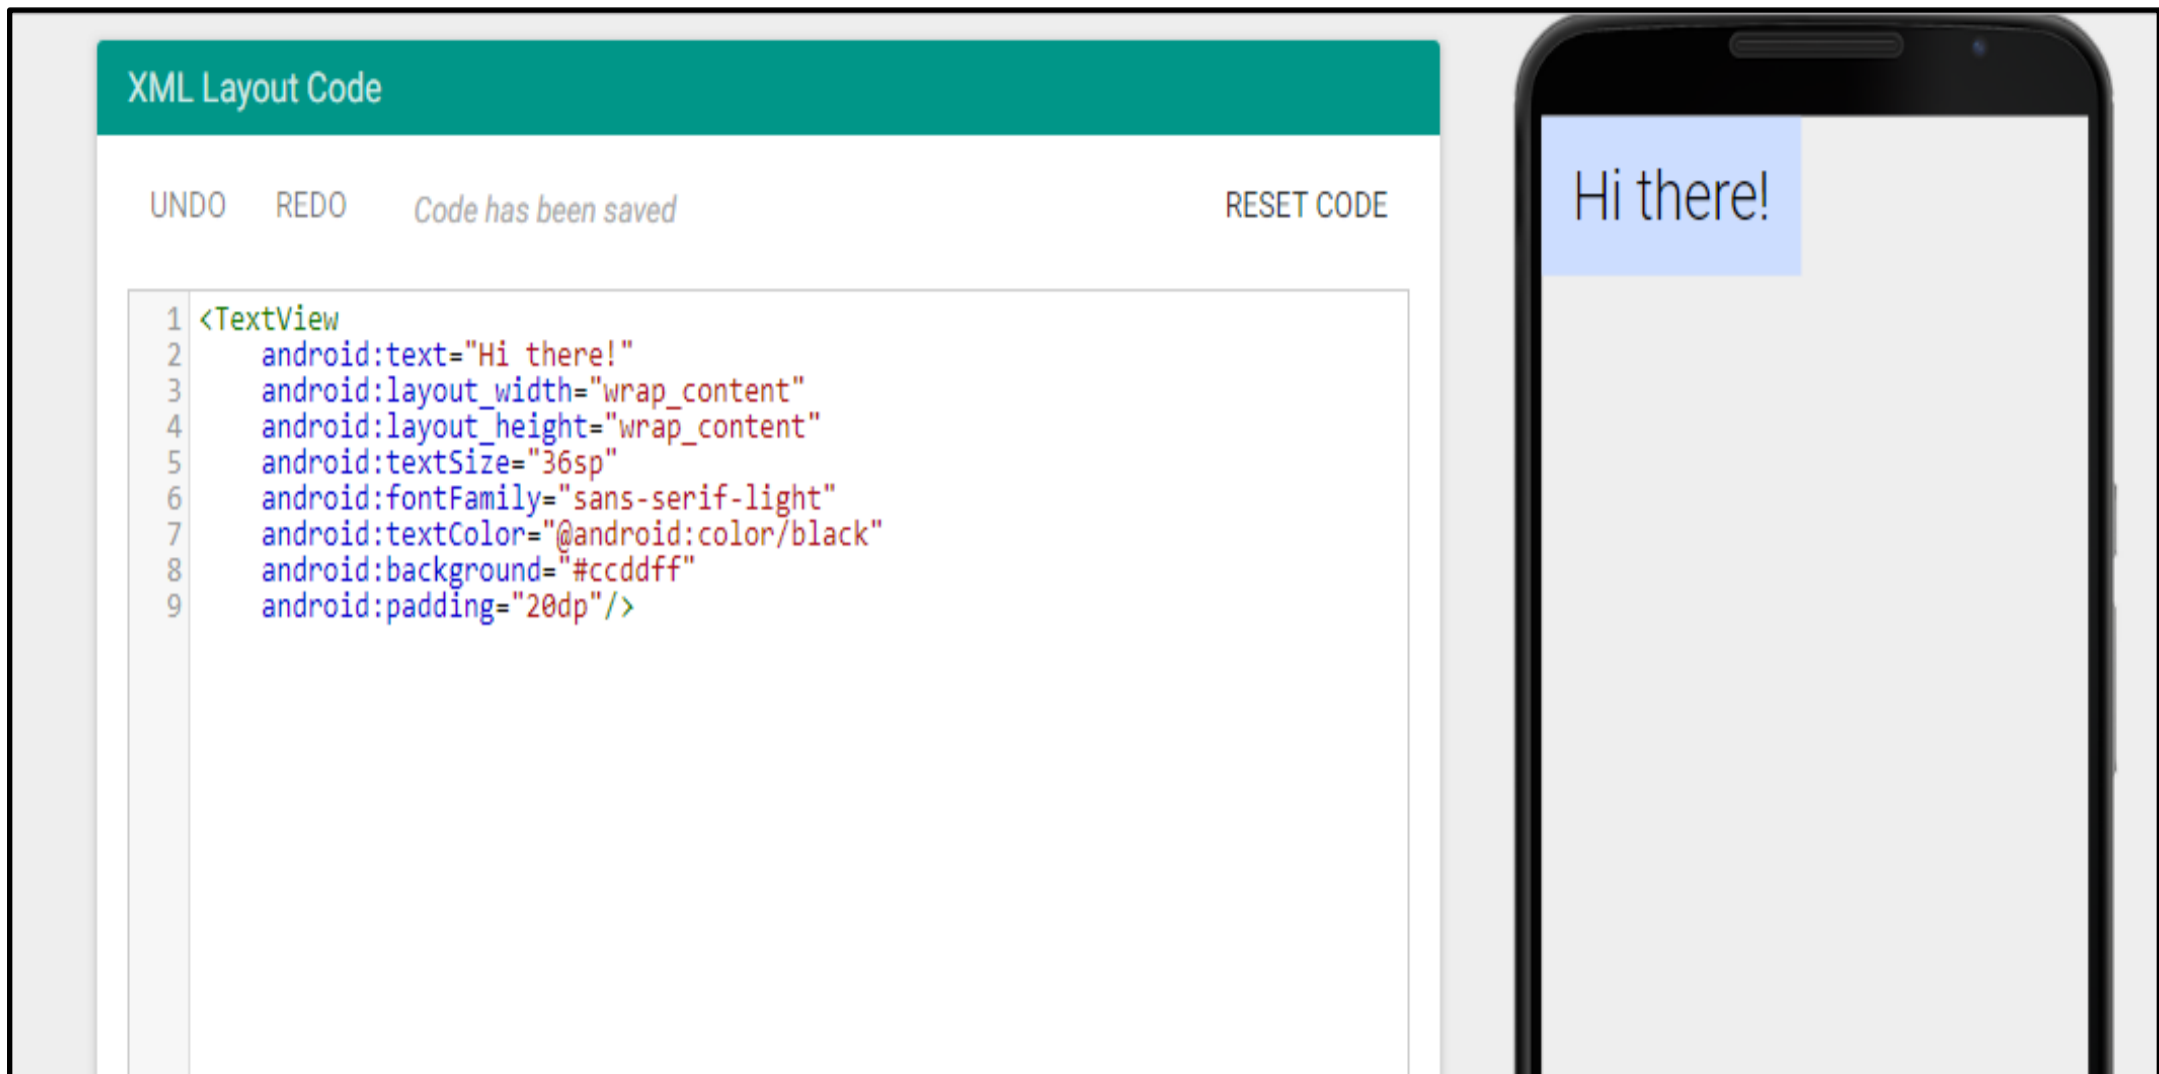 XML Layout Code
UNDO REDO Code has been saved RESET CODE
1 <TextView
2 android:text="Hi there!"
3 android:layout_width="wrap_content"
4 android:layout_height="wrap_content"
5 android:textSize="36sp"
6 android:fontFamily="sans-serif-light"
7 android:textColor="@android:color/black"
8 android:background="#ccddff"
9 android:padding="20dp"/>
Hi there!